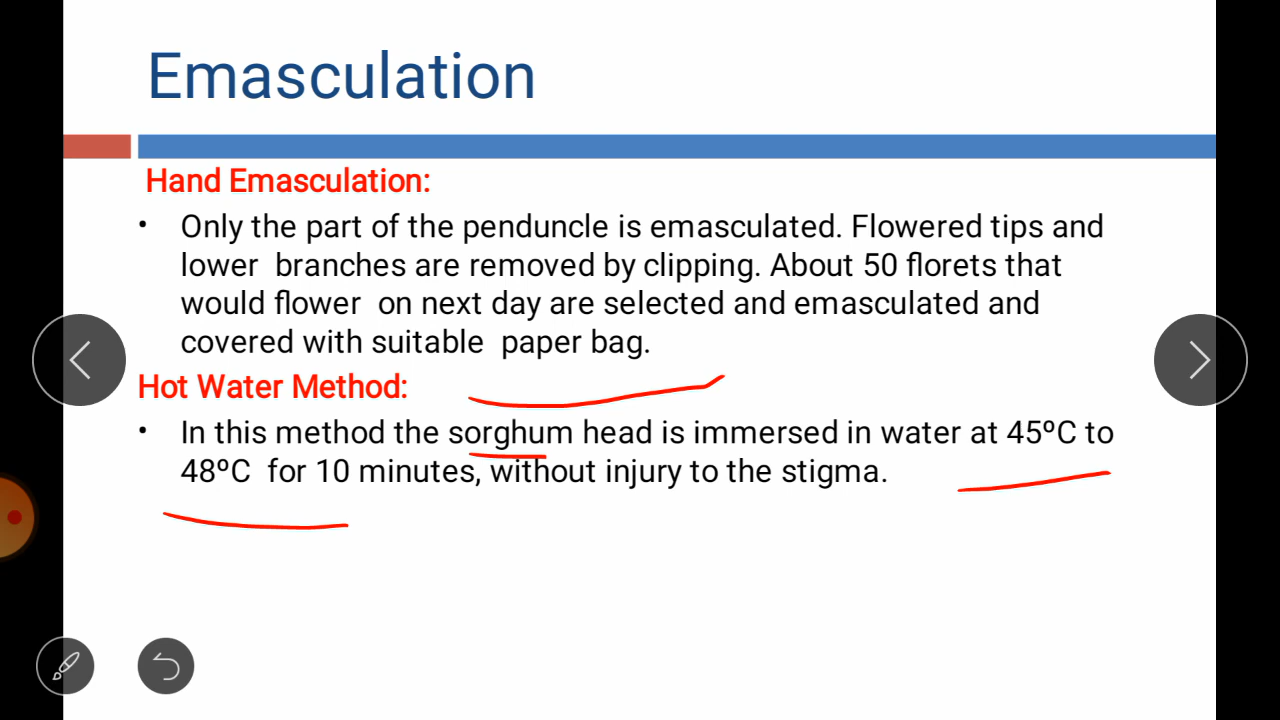 Emasculation
Hand Emasculation:
• Only the part of the penduncle is emasculated. Flowered tips and
lower branches are removed by clipping. About 50 florets that
would flower on next day are selected and emasculated and
covered with suitable paper bag.
Hot Water Method:
• In this method the sorghum head is immersed in water at 45ºC to
48ºC for 10 minutes, without injury to the stigma.